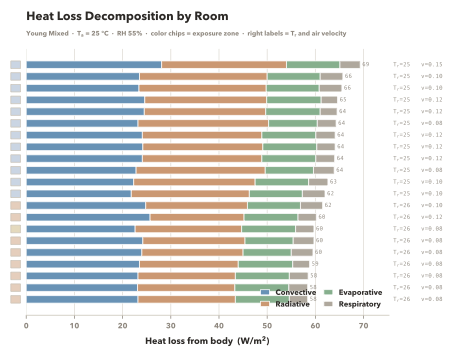 Heat Loss Decomposition by Room
Young Mixed · Tₐ = 25 °C · RH 55% · color chips = exposure zone · right labels = Tᵣ and air velocity
69 Tᵣ=25 v=0.15
66 Tᵣ=25 v=0.10
66 Tᵣ=25 v=0.10
65 Tᵣ=25 v=0.12
64 Tᵣ=25 v=0.12
64 Tᵣ=25 v=0.08
64 Tᵣ=25 v=0.12
64 Tᵣ=25 v=0.12
64 Tᵣ=25 v=0.12
64 Tᵣ=25 v=0.08
63 Tᵣ=25 v=0.10
62 Tᵣ=25 v=0.10
62 Tᵣ=26 v=0.10
60 Tᵣ=26 v=0.12
60 Tᵣ=26 v=0.08
60 Tᵣ=26 v=0.08
60 Tᵣ=26 v=0.08
59 Tᵣ=26 v=0.08
58 Tᵣ=26 v=0.08
58 Tᵣ=26 v=0.08
58 Tᵣ=26 v=0.08
Convective Evaporative
Radiative Respiratory
0 10 20 30 40 50 60 70
Heat loss from body (W/m²)